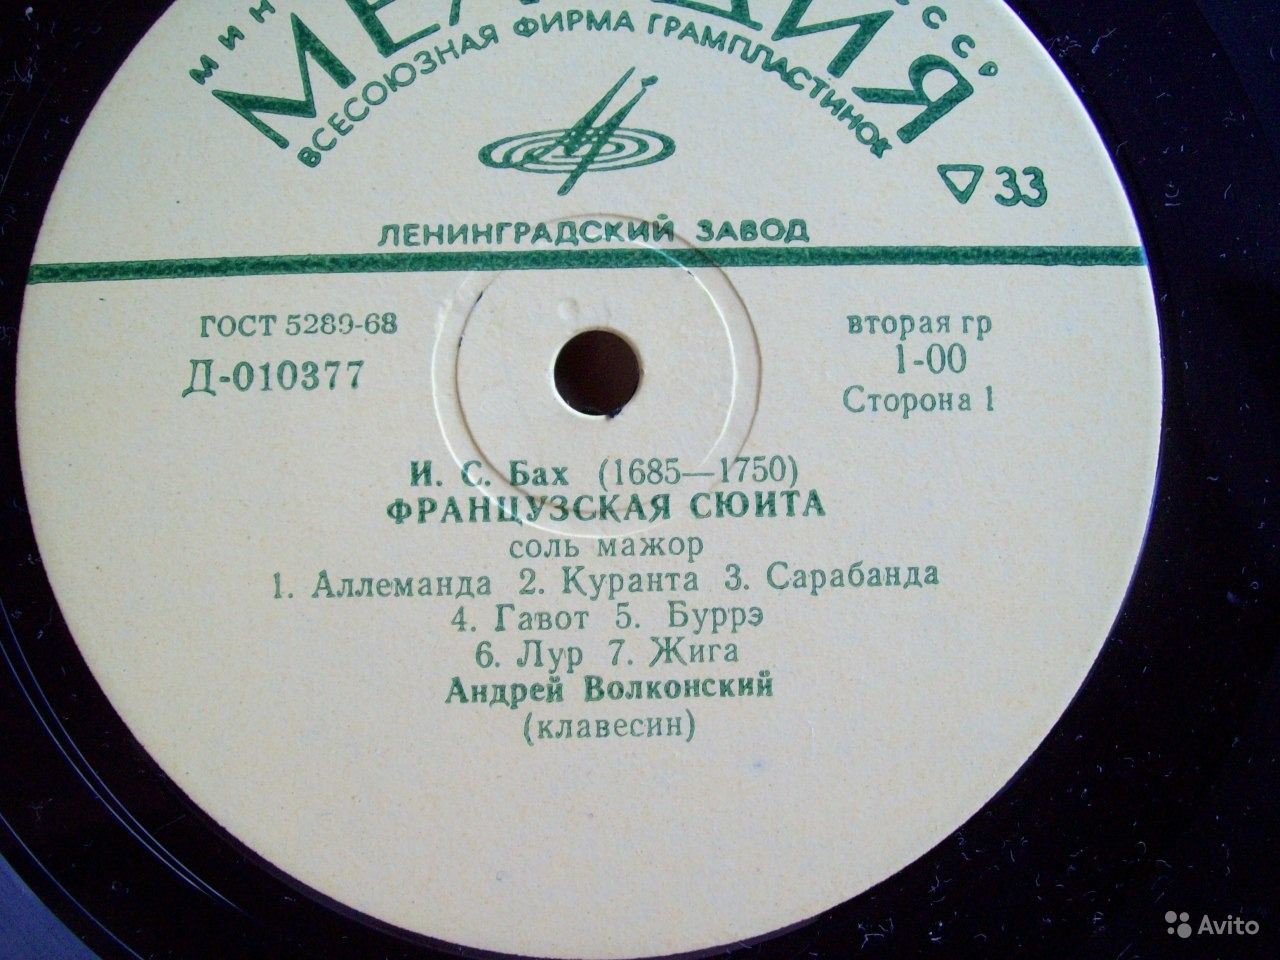 ВСЕСОЮЗНАЯ ФИРМА ГРАМПЛАСТИНОК
▽ 33
ЛЕНИНГРАДСКИЙ ЗАВОД
ГОСТ 5289-68
Д-010377
вторая гр
1-00
Сторона 1
И. С. Бах (1685—1750)
ФРАНЦУЗСКАЯ СЮИТА
соль мажор
1. Аллеманда 2. Куранта 3. Сарабанда
4. Гавот 5. Буррэ
6. Лур 7. Жига
Андрей Волконский
(клавесин)
Avito